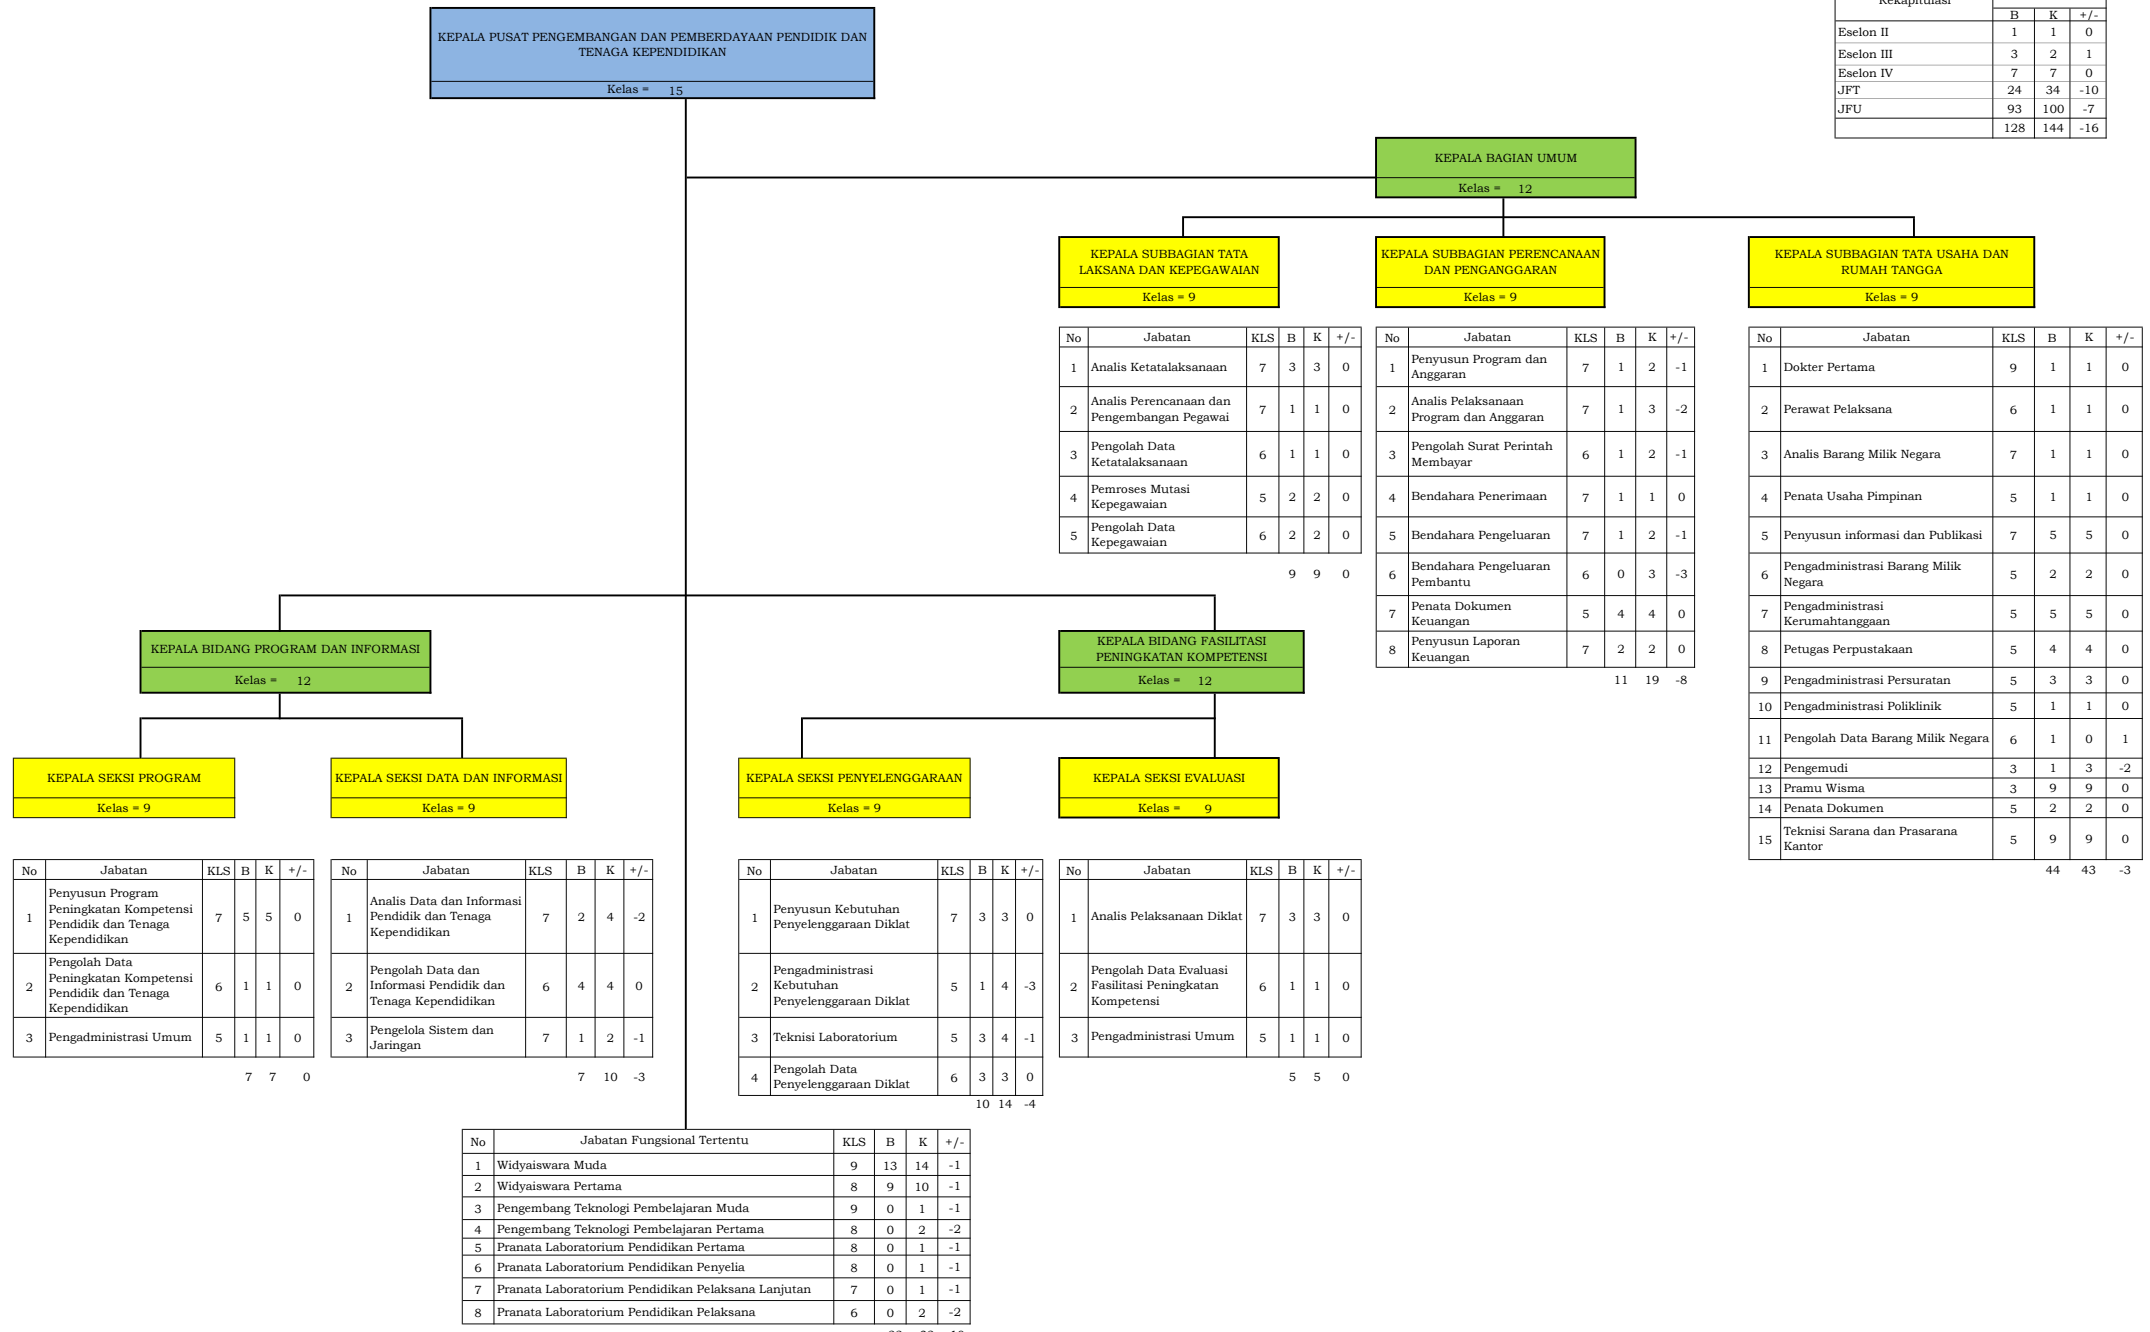 Rekapitulasi
B K +/-
Eselon II 1 1 0
Eselon III 3 2 1
Eselon IV 7 7 0
JFT 24 34 -10
JFU 93 100 -7
128 144 -16
KEPALA PUSAT PENGEMBANGAN DAN PEMBERDAYAAN PENDIDIK DAN
TENAGA KEPENDIDIKAN
Kelas = 15
KEPALA BAGIAN UMUM
Kelas = 12
KEPALA SUBBAGIAN TATA
LAKSANA DAN KEPEGAWAIAN
Kelas = 9
No Jabatan KLS B K +/-
1 Analis Ketatalaksanaan 7 3 3 0
2 Analis Perencanaan dan
Pengembangan Pegawai 7 1 1 0
3 Pengolah Data
Ketatalaksanaan 6 1 1 0
4 Pemroses Mutasi
Kepegawaian 5 2 2 0
5 Pengolah Data
Kepegawaian 6 2 2 0
9 9 0
KEPALA SUBBAGIAN PERENCANAAN
DAN PENGANGGARAN
Kelas = 9
No Jabatan KLS B K +/-
1 Penyusun Program dan
Anggaran 7 1 2 -1
2 Analis Pelaksanaan
Program dan Anggaran 7 1 3 -2
3 Pengolah Surat Perintah
Membayar 6 1 2 -1
4 Bendahara Penerimaan 7 1 1 0
5 Bendahara Pengeluaran 7 1 2 -1
6 Bendahara Pengeluaran
Pembantu 6 0 3 -3
7 Penata Dokumen
Keuangan 5 4 4 0
8 Penyusun Laporan
Keuangan 7 2 2 0
11 19 -8
KEPALA SUBBAGIAN TATA USAHA DAN
RUMAH TANGGA
Kelas = 9
No Jabatan KLS B K +/-
1 Dokter Pertama 9 1 1 0
2 Perawat Pelaksana 6 1 1 0
3 Analis Barang Milik Negara 7 1 1 0
4 Penata Usaha Pimpinan 5 1 1 0
5 Penyusun informasi dan Publikasi 7 5 5 0
6 Pengadministrasi Barang Milik
Negara 5 2 2 0
7 Pengadministrasi
Kerumahtanggaan 5 5 5 0
8 Petugas Perpustakaan 5 4 4 0
9 Pengadministrasi Persuratan 5 3 3 0
10 Pengadministrasi Poliklinik 5 1 1 0
11 Pengolah Data Barang Milik Negara 6 1 0 1
12 Pengemudi 3 1 3 -2
13 Pramu Wisma 3 9 9 0
14 Penata Dokumen 5 2 2 0
15 Teknisi Sarana dan Prasarana
Kantor 5 9 9 0
44 43 -3
KEPALA BIDANG PROGRAM DAN INFORMASI
Kelas = 12
KEPALA BIDANG FASILITASI
PENINGKATAN KOMPETENSI
Kelas = 12
KEPALA SEKSI PROGRAM
Kelas = 9
No Jabatan KLS B K +/-
1 Penyusun Program
Peningkatan Kompetensi
Pendidik dan Tenaga
Kependidikan 7 5 5 0
2 Pengolah Data
Peningkatan Kompetensi
Pendidik dan Tenaga
Kependidikan 6 1 1 0
3 Pengadministrasi Umum 5 1 1 0
7 7 0
KEPALA SEKSI DATA DAN INFORMASI
Kelas = 9
No Jabatan KLS B K +/-
1 Analis Data dan Informasi
Pendidik dan Tenaga
Kependidikan 7 2 4 -2
2 Pengolah Data dan
Informasi Pendidik dan
Tenaga Kependidikan 6 4 4 0
3 Pengelola Sistem dan
Jaringan 7 1 2 -1
7 10 -3
KEPALA SEKSI PENYELENGGARAAN
Kelas = 9
No Jabatan KLS B K +/-
1 Penyusun Kebutuhan
Penyelenggaraan Diklat 7 3 3 0
2 Pengadministrasi
Kebutuhan
Penyelenggaraan Diklat 5 1 4 -3
3 Teknisi Laboratorium 5 3 4 -1
4 Pengolah Data
Penyelenggaraan Diklat 6 3 3 0
10 14 -4
KEPALA SEKSI EVALUASI
Kelas = 9
No Jabatan KLS B K +/-
1 Analis Pelaksanaan Diklat 7 3 3 0
2 Pengolah Data Evaluasi
Fasilitasi Peningkatan
Kompetensi 6 1 1 0
3 Pengadministrasi Umum 5 1 1 0
5 5 0
No Jabatan Fungsional Tertentu KLS B K +/-
1 Widyaiswara Muda 9 13 14 -1
2 Widyaiswara Pertama 8 9 10 -1
3 Pengembang Teknologi Pembelajaran Muda 9 0 1 -1
4 Pengembang Teknologi Pembelajaran Pertama 8 0 2 -2
5 Pranata Laboratorium Pendidikan Pertama 8 0 1 -1
6 Pranata Laboratorium Pendidikan Penyelia 8 0 1 -1
7 Pranata Laboratorium Pendidikan Pelaksana Lanjutan 7 0 1 -1
8 Pranata Laboratorium Pendidikan Pelaksana 6 0 2 -2